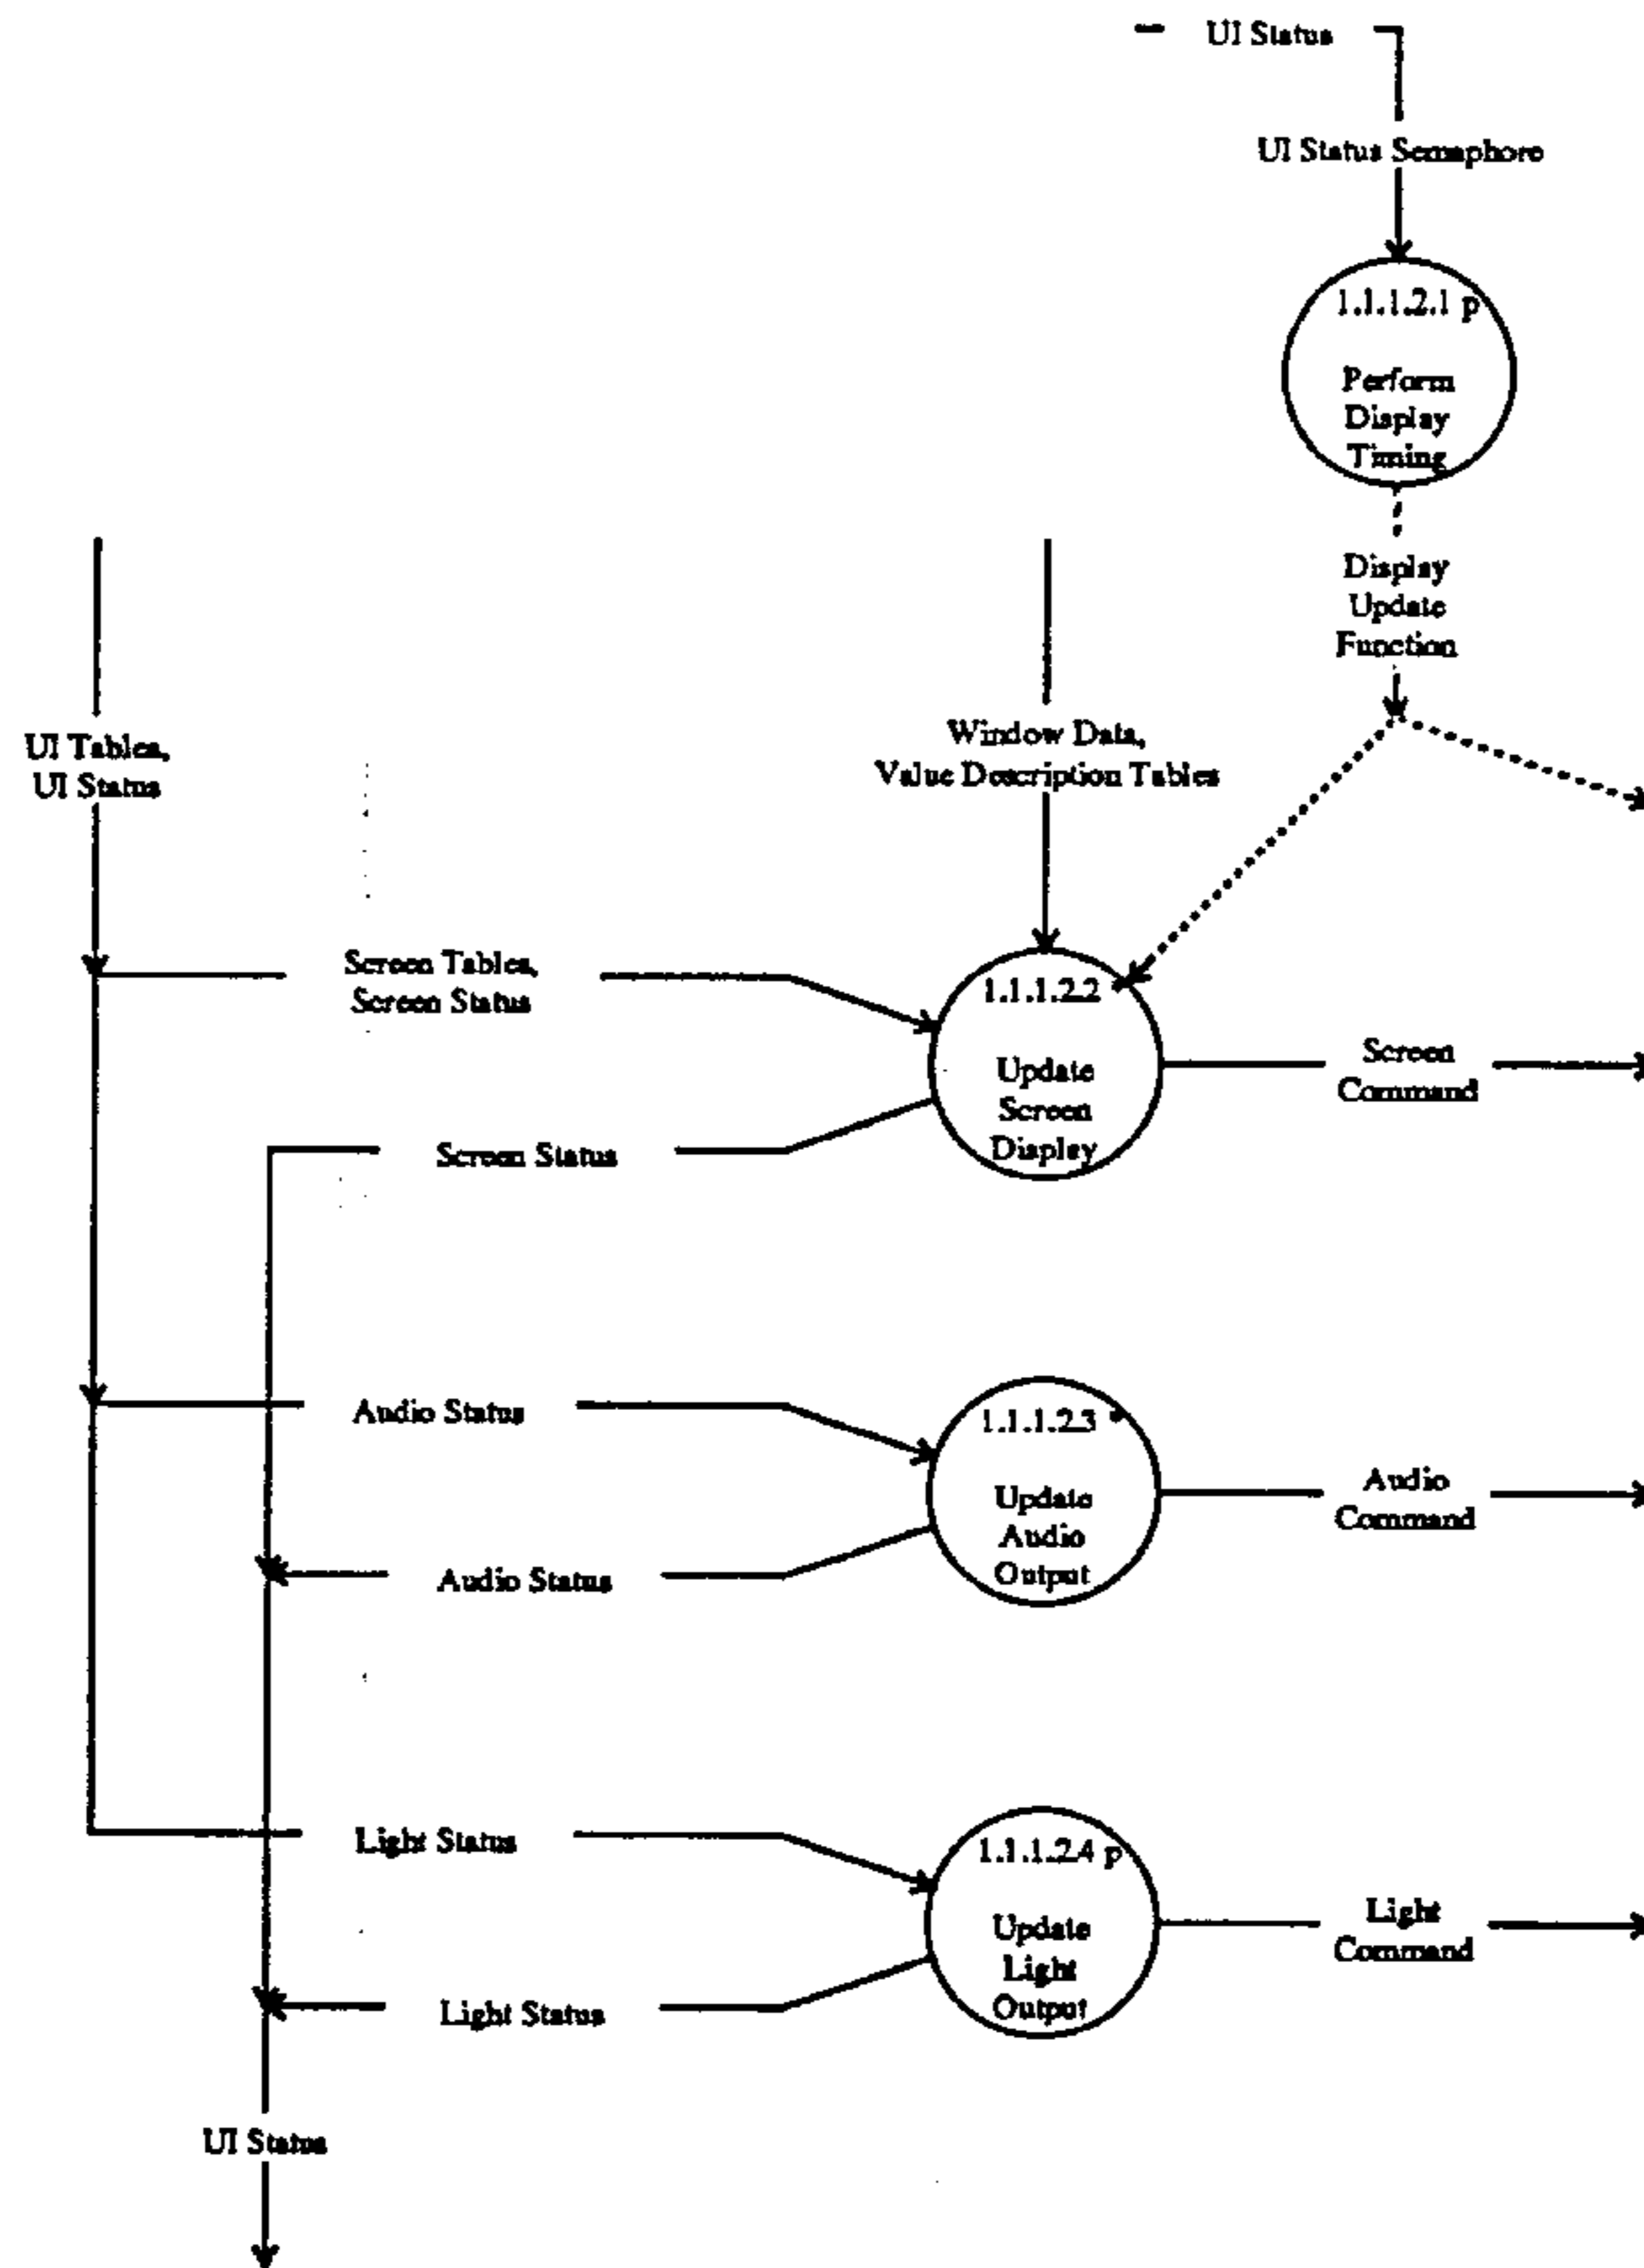 UI Status
UI Status Semaphore
1.1.1.2.1 p
Perform
Display
Timing
Display
Update
Function
UI Tables,
UI Status
Window Data,
Value Description Tables
Screen Tables,
Screen Status
1.1.1.2.2
Update
Screen
Display
Screen
Command
Screen Status
Audio Status
1.1.1.2.3
Update
Audio
Output
Audio
Command
Audio Status
Light Status
1.1.1.2.4 p
Update
Light
Output
Light
Command
Light Status
UI Status